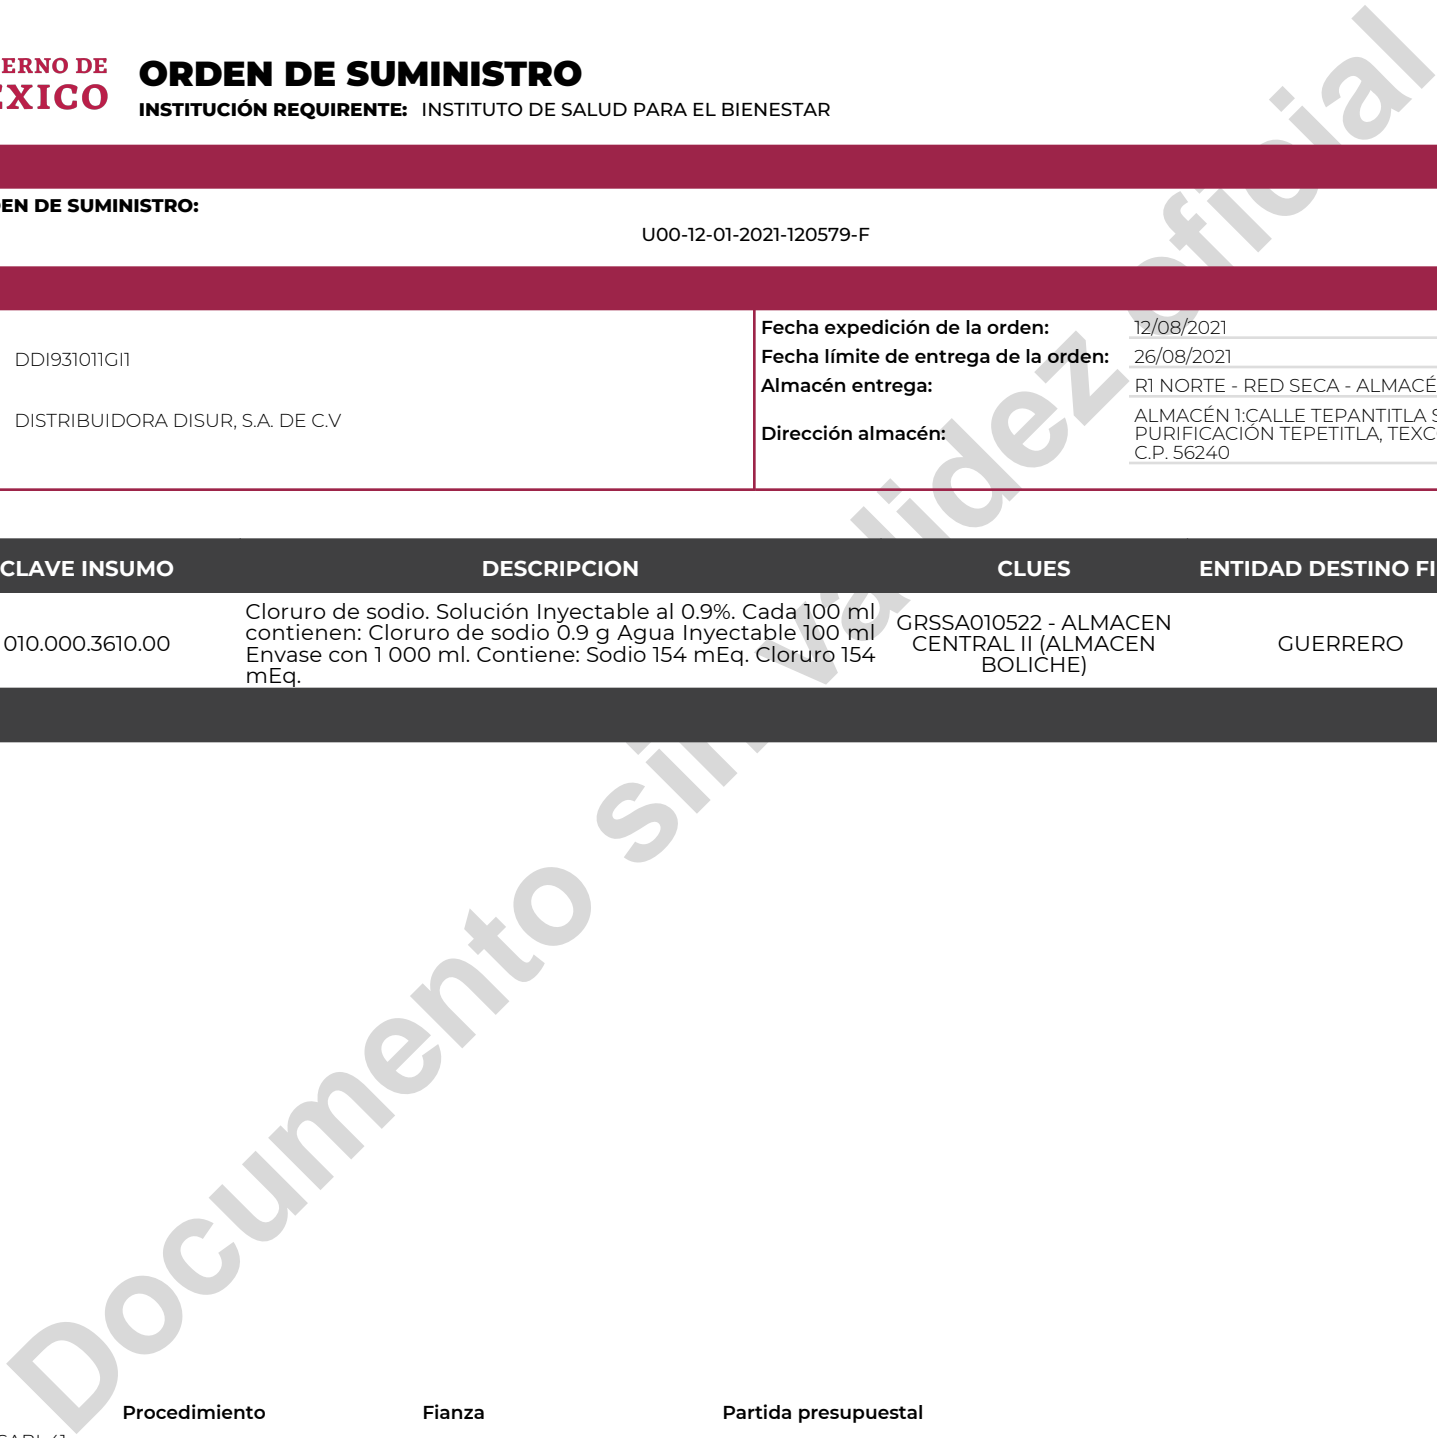 ERNO DE
EXICO
ORDEN DE SUMINISTRO
INSTITUCIÓN REQUIRENTE: INSTITUTO DE SALUD PARA EL BIENESTAR
EN DE SUMINISTRO:
U00-12-01-2021-120579-F
DDI931011GI1
DISTRIBUIDORA DISUR, S.A. DE C.V
Fecha expedición de la orden: 12/08/2021
Fecha límite de entrega de la orden: 26/08/2021
Almacén entrega: R1 NORTE - RED SECA - ALMACÉ
Dirección almacén: ALMACÉN 1:CALLE TEPANTITLA S
PURIFICACIÓN TEPETITLA, TEXC
C.P. 56240
CLAVE INSUMO DESCRIPCION CLUES ENTIDAD DESTINO FI
010.000.3610.00
Cloruro de sodio. Solución Inyectable al 0.9%. Cada 100 ml
contienen: Cloruro de sodio 0.9 g Agua Inyectable 100 ml
Envase con 1 000 ml. Contiene: Sodio 154 mEq. Cloruro 154
mEq.
GRSSA010522 - ALMACEN
CENTRAL II (ALMACEN
BOLICHE)
GUERRERO
Documento sin validez oficial
Procedimiento Fianza Partida presupuestal